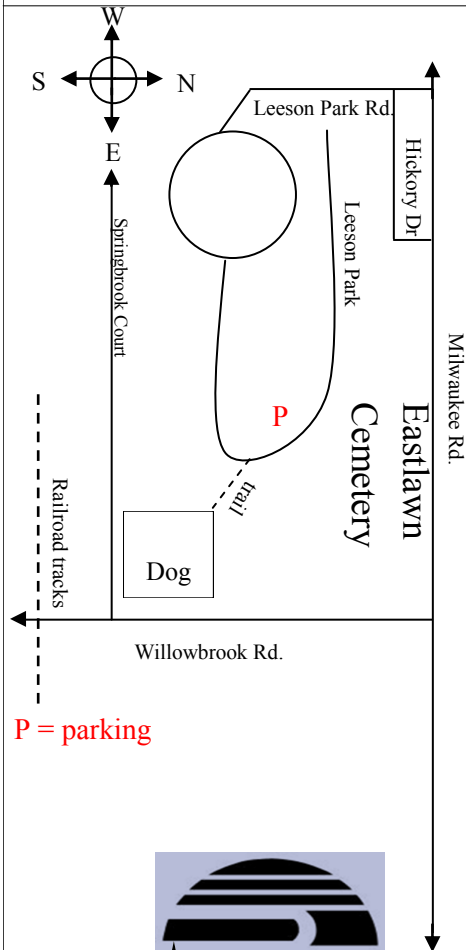 W
S
N
E
Leeson Park Rd.
Hickory Dr
Springbrook Court
Leeson Park
Milwaukee Rd.
P
Eastlawn
Cemetery
trail
Dog
Railroad tracks
Willowbrook Rd.
P = parking